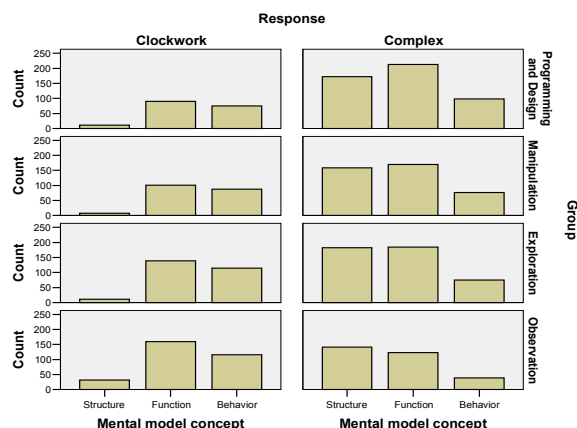 Response
Clockwork
Complex
Count
250
200
150
100
50
0
Programming
and Design
Count
250
200
150
100
50
0
Manipulation
Group
Count
250
200
150
100
50
0
Exploration
Count
250
200
150
100
50
0
Observation
Structure Function Behavior
Structure Function Behavior
Mental model concept
Mental model concept